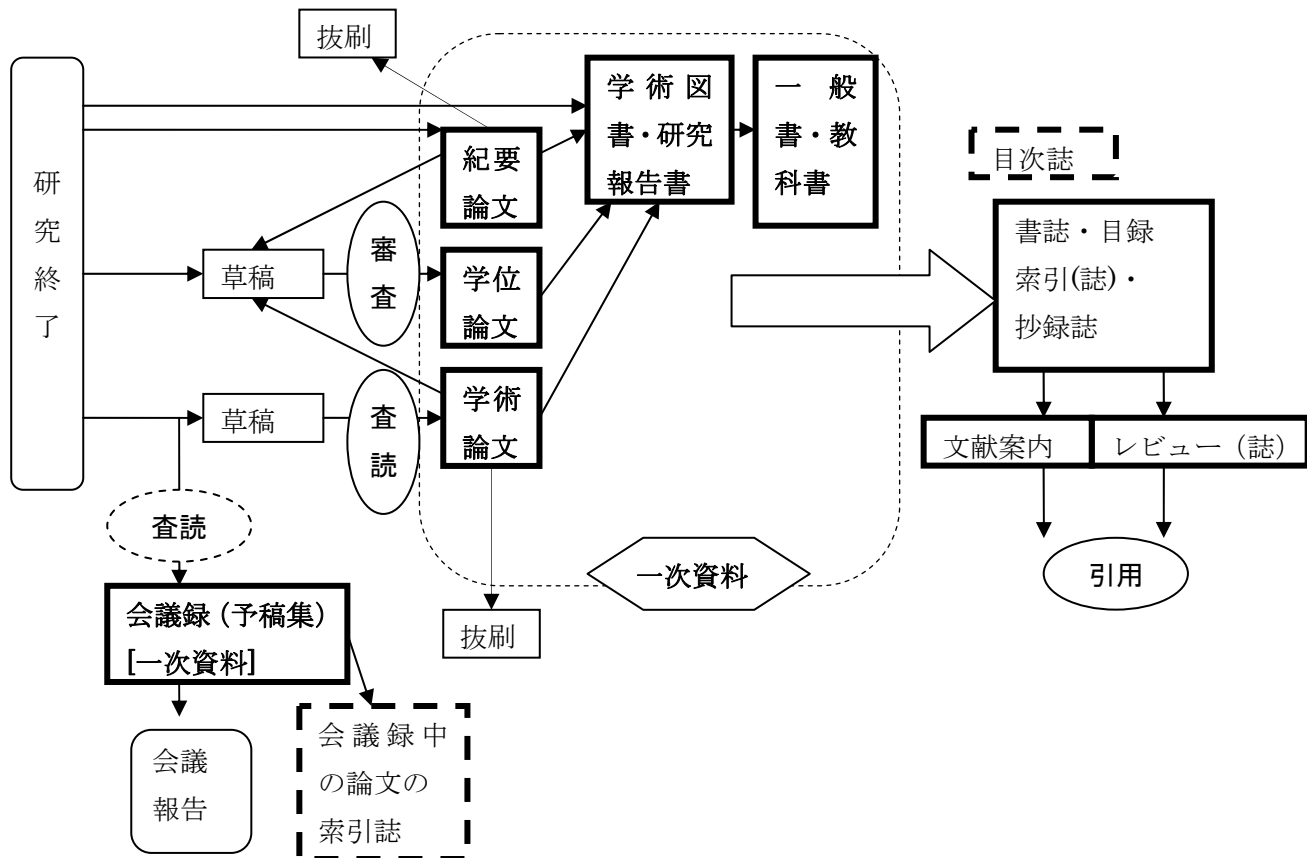 抜刷
研
究
終
了
学術図
書・研究
報告書
一般
書・教
科書
紀要
論文
目次誌
審
査
草稿
学位
論文
書誌・目録
索引(誌)・
抄録誌
学術
論文
草稿
査
読
文献案内
レビュー（誌）
査読
一次資料
引用
会議録（予稿集）
[一次資料]
抜刷
会議
報告
会議録中
の論文の
索引誌